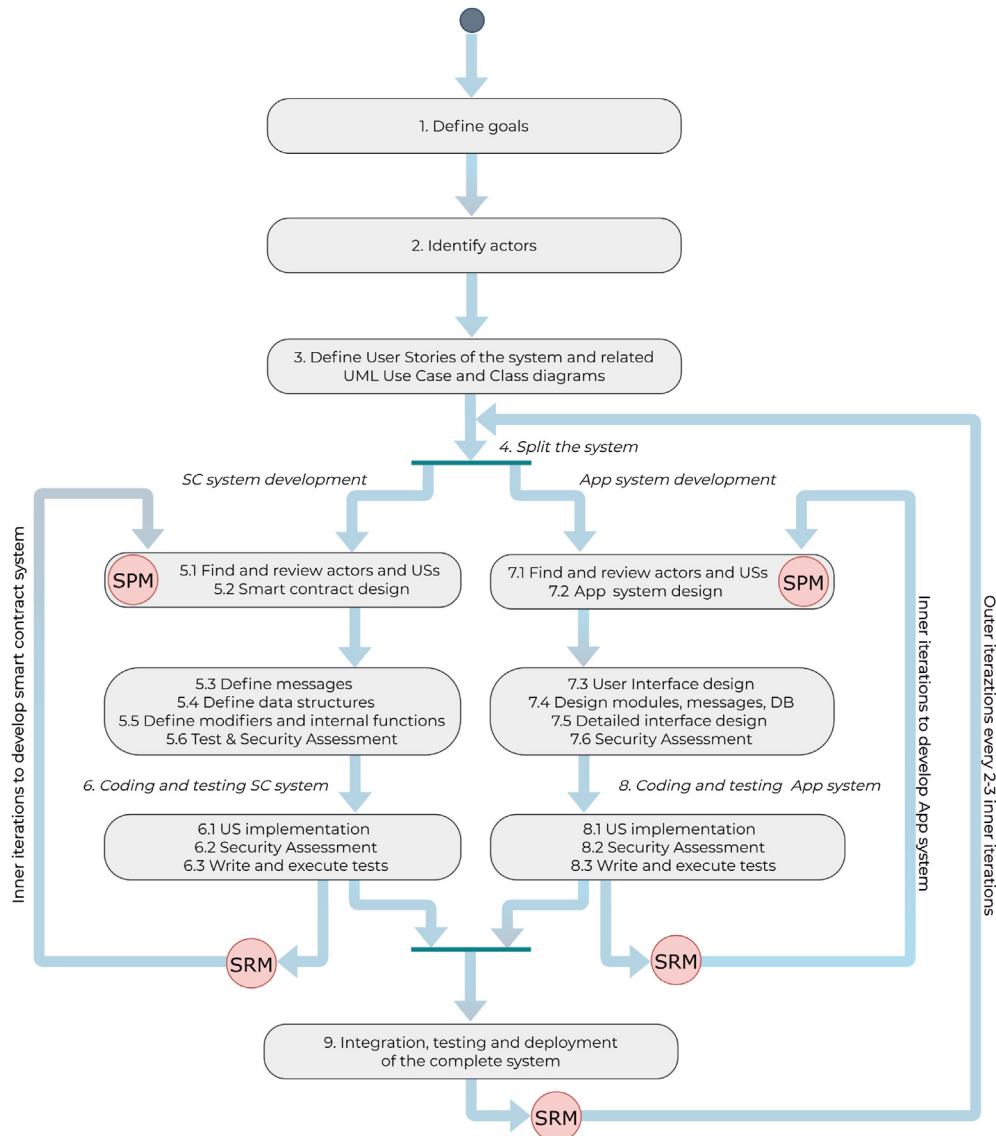 1. Define goals
2. Identify actors
3. Define User Stories of the system and related
UML Use Case and Class diagrams
4. Split the system
SC system development
App system development
SPM
5.1 Find and review actors and USs
5.2 Smart contract design
7.1 Find and review actors and USs
7.2 App system design
SPM
5.3 Define messages
5.4 Define data structures
5.5 Define modifiers and internal functions
5.6 Test & Security Assessment
7.3 User Interface design
7.4 Design modules, messages, DB
7.5 Detailed interface design
7.6 Security Assessment
6. Coding and testing SC system
8. Coding and testing App system
6.1 US implementation
6.2 Security Assessment
6.3 Write and execute tests
8.1 US implementation
8.2 Security Assessment
8.3 Write and execute tests
SRM
SRM
9. Integration, testing and deployment
of the complete system
SRM
Inner iterations to develop smart contract system
Inner iterations to develop App system
Outer iteraztions every 2-3 inner iterations